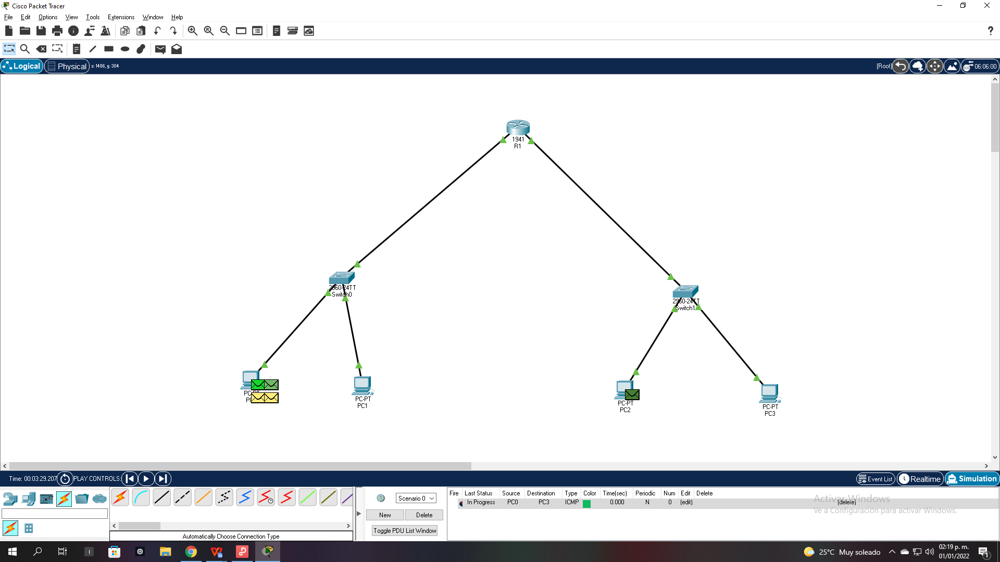 Cisco Packet Tracer
File Edit Options View Tools Extensions Window Help
Logical Physical x: 1486, y: 304 [Root] 06:06:00
1941
R1
2960-24TT
Switch0
2960-24TT
Switch1
PC-PT
PC-PT
PC1
PC-PT
PC2
PC-PT
PC3
Time: 00:03:29.207 PLAY CONTROLS: Event List Realtime Simulation
Scenario 0
New Delete
Toggle PDU List Window
Automatically Choose Connection Type
Fire Last Status Source Destination Type Color Time(sec) Periodic Num Edit Delete
In Progress PC0 PC3 ICMP 0.000 N 0 (edit) (delete)
Activar Windows
Ve a Configuración para activar Windows.
25°C Muy soleado
02:19 p. m.
01/01/2022
1